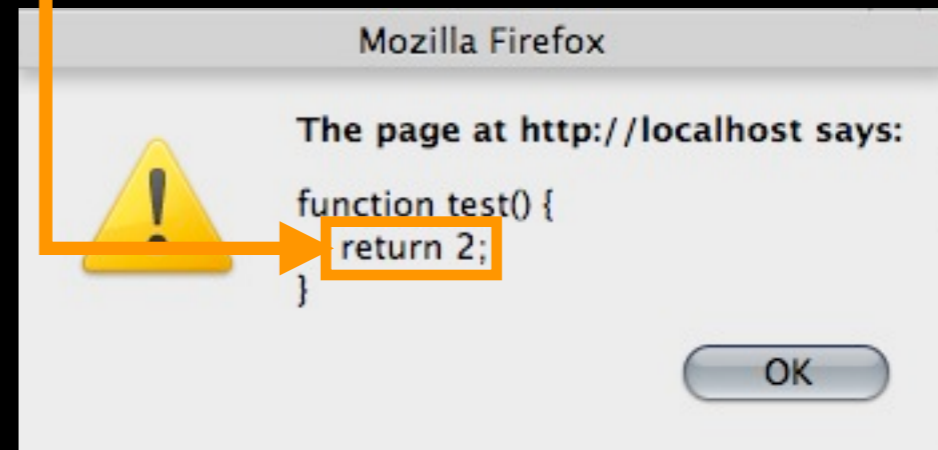 Mozilla Firefox
The page at http://localhost says:
function test() {
return 2;
}
OK